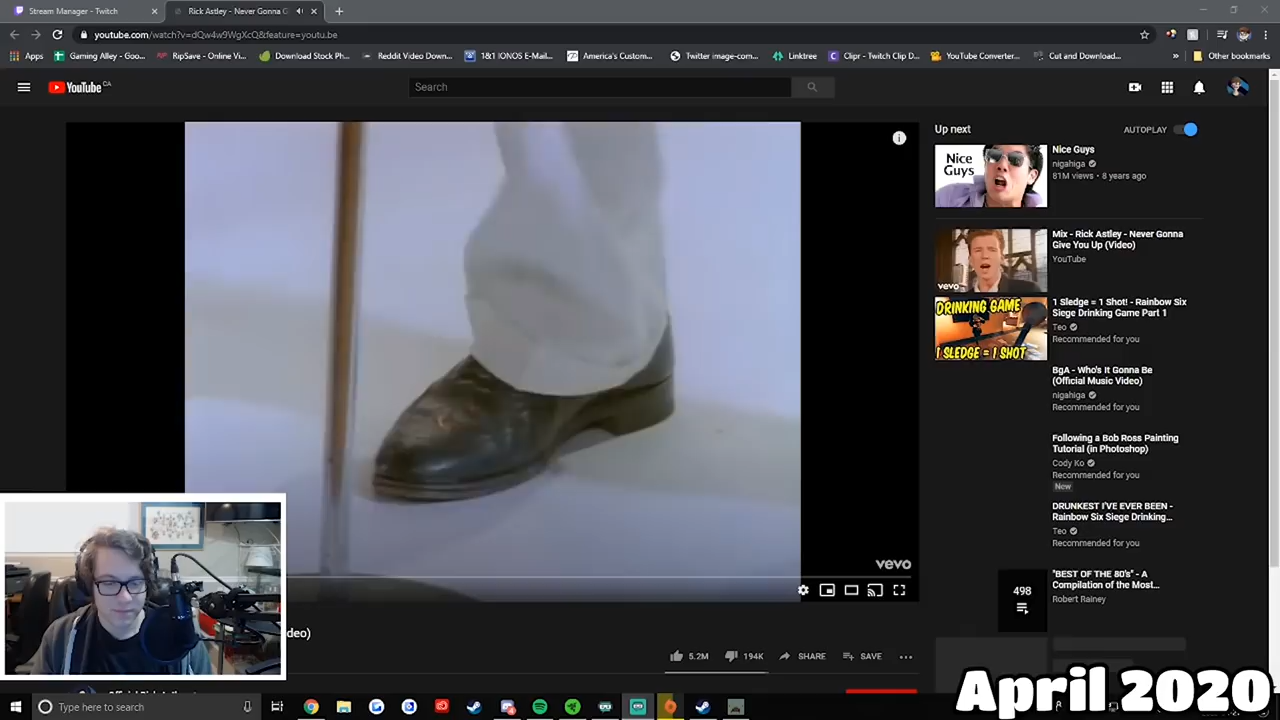 Stream Manager - Twitch
Rick Astley - Never Gonna G
youtube.com/watch?v=dQw4w9WgXcQ&feature=youtu.be
Apps
Gaming Alley - Goo...
RipSave - Online Vi...
Download Stock Ph...
Reddit Video Down...
1&1 IONOS E-Mail...
America's Custom...
Twitter image-com...
Linktree
Clipr - Twitch Clip D...
YouTube Converter...
Cut and Download...
Other bookmarks
YouTube CA
Search
Up next
AUTOPLAY
Nice Guys
Nice Guys
nigahiga
81M views • 8 years ago
vevo
Mix - Rick Astley - Never Gonna
Give You Up (Video)
YouTube
DRINKING GAME
1 SLEDGE = 1 SHOT
1 Sledge = 1 Shot! - Rainbow Six
Siege Drinking Game Part 1
Teo
Recommended for you
BgA - Who's It Gonna Be
(Official Music Video)
nigahiga
Recommended for you
Following a Bob Ross Painting
Tutorial (in Photoshop)
Cody Ko
Recommended for you
New
DRUNKEST I'VE EVER BEEN -
Rainbow Six Siege Drinking...
Teo
Recommended for you
498
"BEST OF THE 80's" - A
Compilation of the Most...
Robert Rainey
vevo
deo)
5.2M
194K
SHARE
SAVE
April 2020
Type here to search